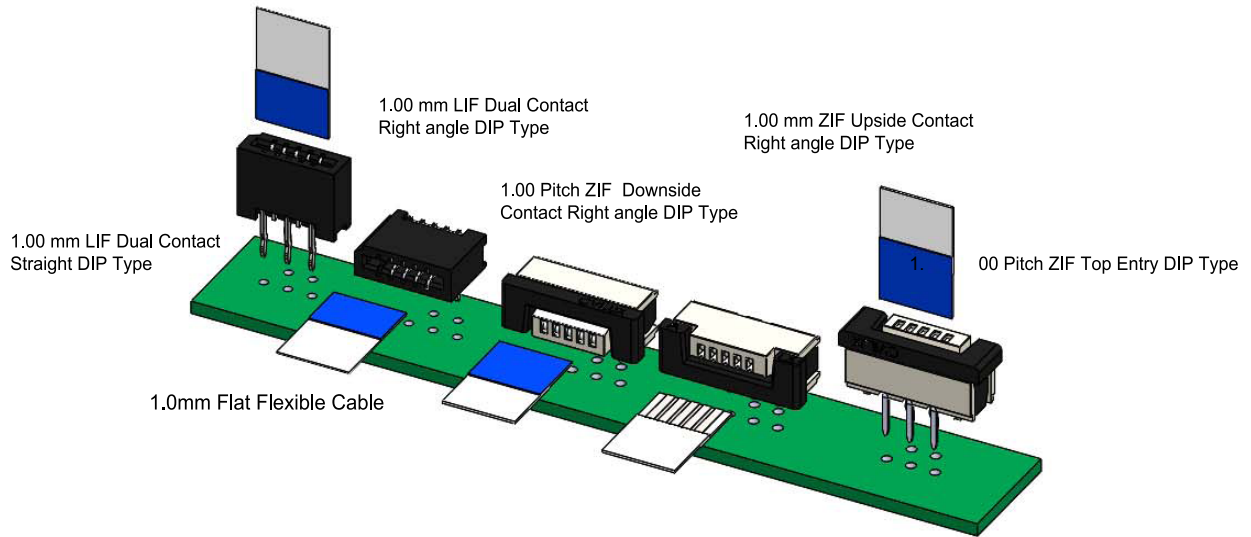 1.00 mm LIF Dual Contact
Right angle DIP Type
1.00 mm ZIF Upside Contact
Right angle DIP Type
1.00 Pitch ZIF Downside
Contact Right angle DIP Type
1.00 mm LIF Dual Contact
Straight DIP Type
1. 00 Pitch ZIF Top Entry DIP Type
1.0mm Flat Flexible Cable